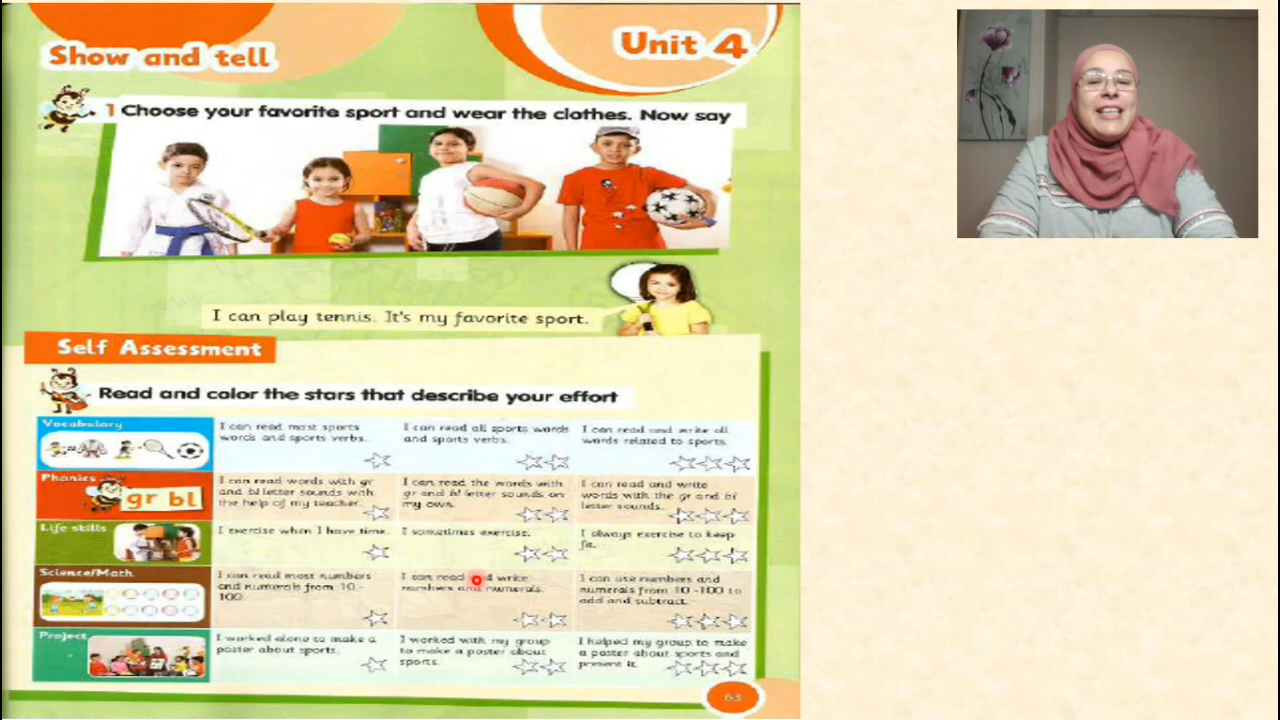 Show and tell
Unit 4
1 Choose your favorite sport and wear the clothes. Now say
I can play tennis. It's my favorite sport.
Self Assessment
Read and color the stars that describe your effort
Vocabulary
I can read most sports
words and sports verbs.
I can read all sports words
and sports verbs.
I can read and write all
words related to sports.
Phonics
gr bl
I can read words with gr
and bl letter sounds with
the help of my teacher.
I can read the words with
gr and bl letter sounds on
my own.
I can read and write
words with the gr and bl
letter sounds.
Life skills
I exercise when I have time.
I sometimes exercise.
I always exercise to keep
fit.
Science/Math
I can read most numbers
and numerals from 10 -
100.
I can read write
numbers and numerals.
I can use numbers and
numerals from 10 -100 to
add and subtract.
Project
I worked alone to make a
poster about sports.
I worked with my group
to make a poster about
sports.
I helped my group to make
a poster about sports and
present it.
63